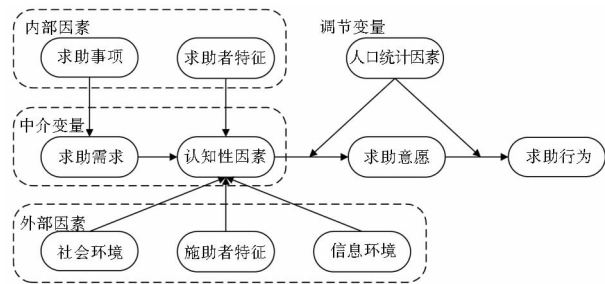 内部因素
调节变量
求助事项
求助者特征
人口统计因素
中介变量
求助需求
认知性因素
求助意愿
求助行为
外部因素
社会环境
施助者特征
信息环境